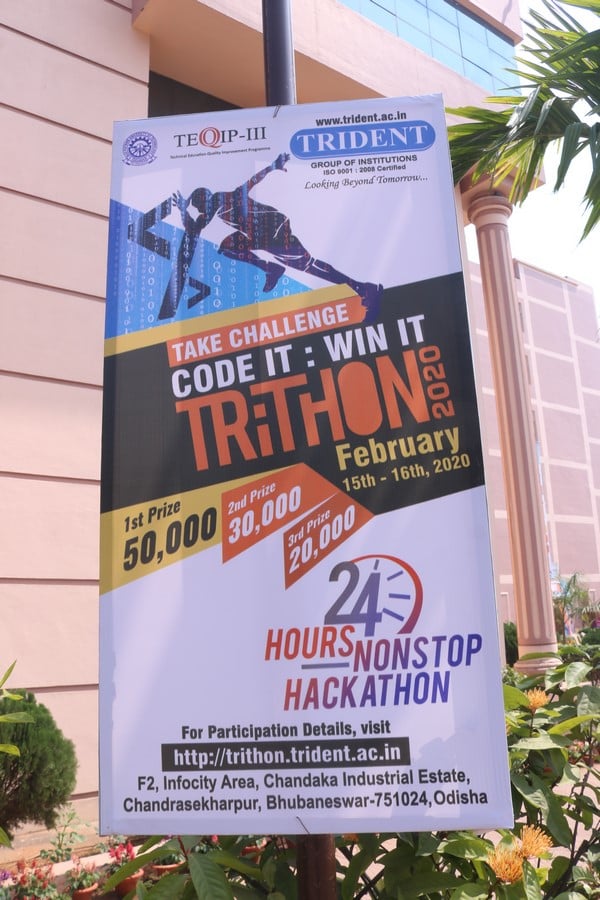 TEQIP-III
Technical Education Quality Improvement Programme
www.trident.ac.in
TRIDENT
GROUP OF INSTITUTIONS
ISO 9001 : 2008 Certified
Looking Beyond Tomorrow...
TAKE CHALLENGE
CODE IT : WIN IT
TRiTHON 2020
February
15th - 16th, 2020
1st Prize
50,000
2nd Prize
30,000
3rd Prize
20,000
24
HOURS
NONSTOP
HACKATHON
For Participation Details, visit
http://trithon.trident.ac.in
F2, Infocity Area, Chandaka Industrial Estate,
Chandrasekharpur, Bhubaneswar-751024, Odisha